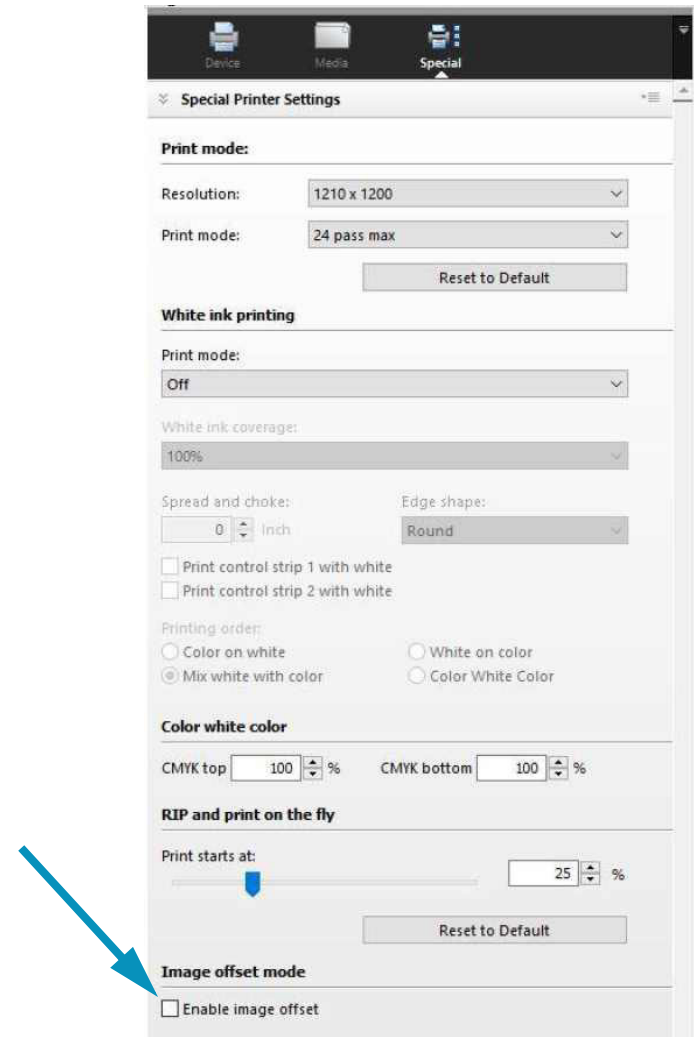 Device Media Special
Special Printer Settings
Print mode:
Resolution: 1210 x 1200
Print mode: 24 pass max
Reset to Default
White ink printing
Print mode:
Off
White ink coverage:
100%
Spread and choke: Edge shape:
0 Inch Round
Print control strip 1 with white
Print control strip 2 with white
Printing order:
Color on white White on color
Mix white with color Color White Color
Color white color
CMYK top 100 % CMYK bottom 100 %
RIP and print on the fly
Print starts at:
25 %
Reset to Default
Image offset mode
Enable image offset